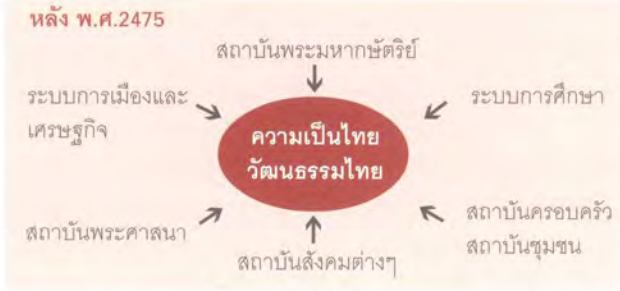 หลัง พ.ศ.2475
สถาบันพระมหากษัตริย์
ระบบการเมืองและ
เศรษฐกิจ
ระบบการศึกษา
ความเป็นไทย
วัฒนธรรมไทย
สถาบันพระศาสนา
สถาบันครอบครัว
สถาบันชุมชน
สถาบันสังคมต่างๆ